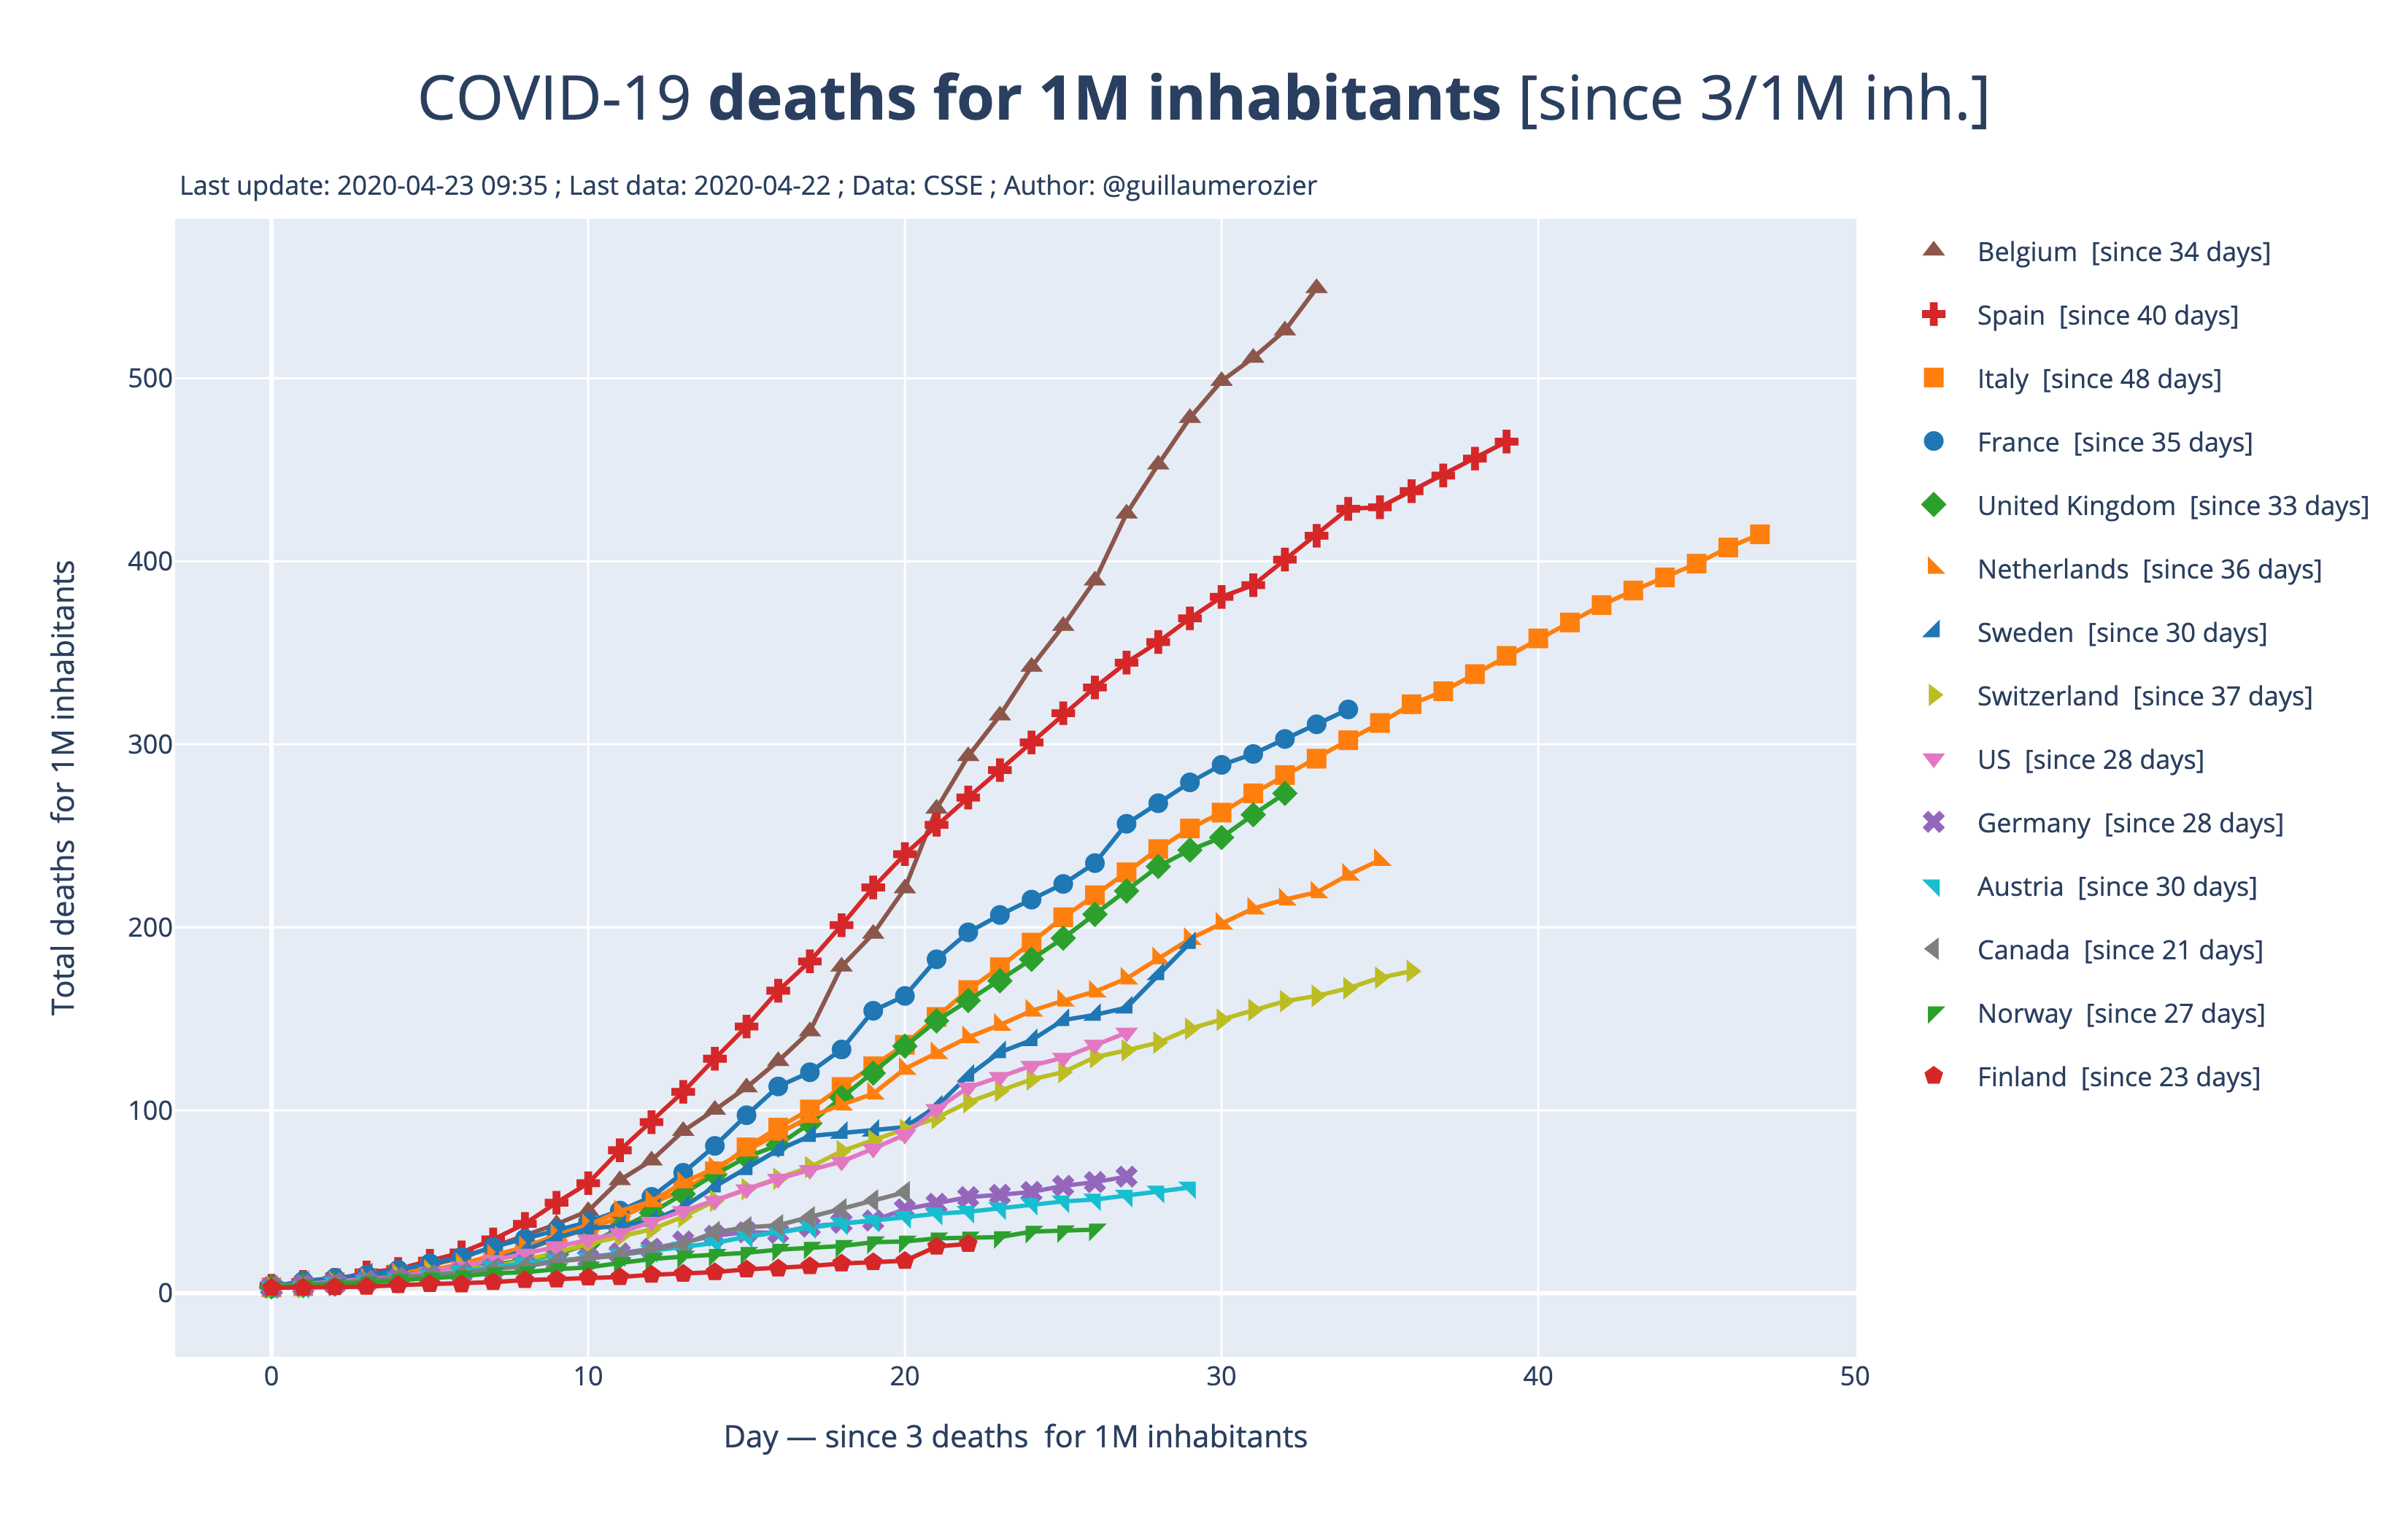 COVID-19 deaths for 1M inhabitants [since 3/1M inh.]
Last update: 2020-04-23 09:35 ; Last data: 2020-04-22 ; Data: CSSE ; Author: @guillaumerozier
Total deaths  for 1M inhabitants
500
400
300
200
100
0
0 10 20 30 40 50
Day — since 3 deaths  for 1M inhabitants
Belgium  [since 34 days]
Spain  [since 40 days]
Italy  [since 48 days]
France  [since 35 days]
United Kingdom  [since 33 days]
Netherlands  [since 36 days]
Sweden  [since 30 days]
Switzerland  [since 37 days]
US  [since 28 days]
Germany  [since 28 days]
Austria  [since 30 days]
Canada  [since 21 days]
Norway  [since 27 days]
Finland  [since 23 days]